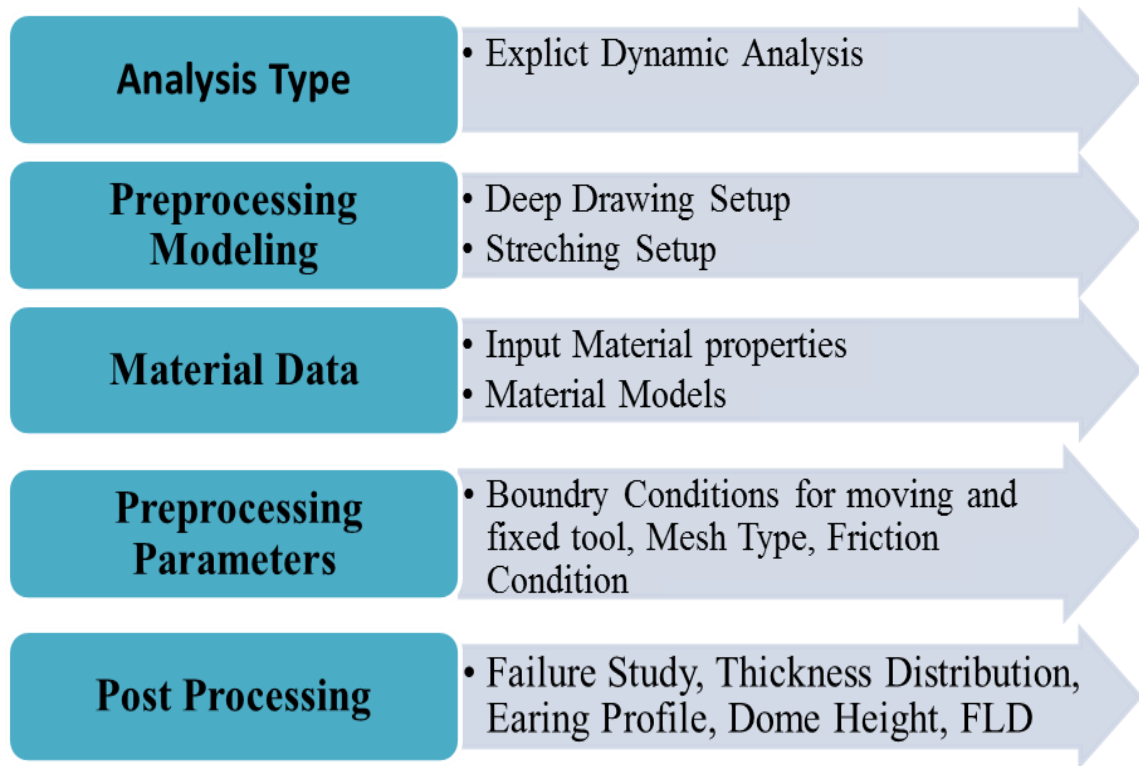 Analysis Type
• Explict Dynamic Analysis
Preprocessing
Modeling
• Deep Drawing Setup
• Streching Setup
Material Data
• Input Material properties
• Material Models
Preprocessing
Parameters
• Boundry Conditions for moving and
fixed tool, Mesh Type, Friction
Condition
Post Processing
• Failure Study, Thickness Distribution,
Earing Profile, Dome Height, FLD